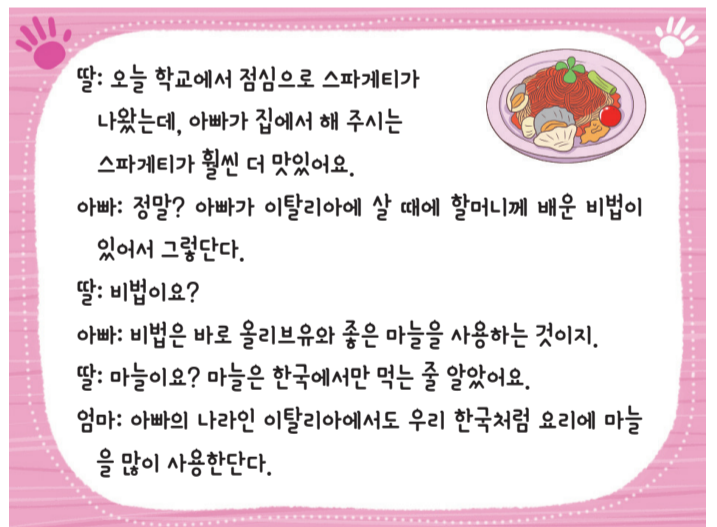 딸: 오늘 학교에서 점심으로 스파게티가
나왔는데, 아빠가 집에서 해 주시는
스파게티가 훨씬 더 맛있어요.
아빠: 정말? 아빠가 이탈리아에 살 때에 할머니께 배운 비법이
있어서 그렇단다.
딸: 비법이요?
아빠: 비법은 바로 올리브유와 좋은 마늘을 사용하는 것이지.
딸: 마늘이요? 마늘은 한국에서만 먹는 줄 알았어요.
엄마: 아빠의 나라인 이탈리아에서도 우리 한국처럼 요리에 마늘
을 많이 사용한단다.